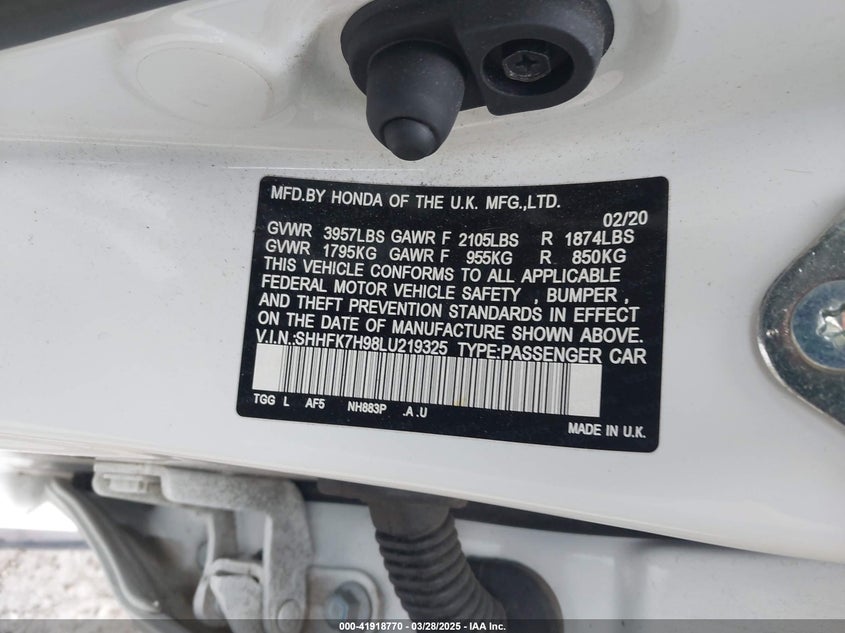 MFD.BY HONDA OF THE U.K. MFG.,LTD.
02/20
GVWR 3957LBS GAWR F 2105LBS R 1874LBS
GVWR 1795KG GAWR F 955KG R 850KG
THIS VEHICLE CONFORMS TO ALL APPLICABLE
FEDERAL MOTOR VEHICLE SAFETY , BUMPER ,
AND THEFT PREVENTION STANDARDS IN EFFECT
ON THE DATE OF MANUFACTURE SHOWN ABOVE.
V.I.N.:SHHFK7H98LU219325 TYPE:PASSENGER CAR
TGG L AF5 NH883P .A .U
MADE IN U.K.
000-41918770 - 03/28/2025 - IAA Inc.